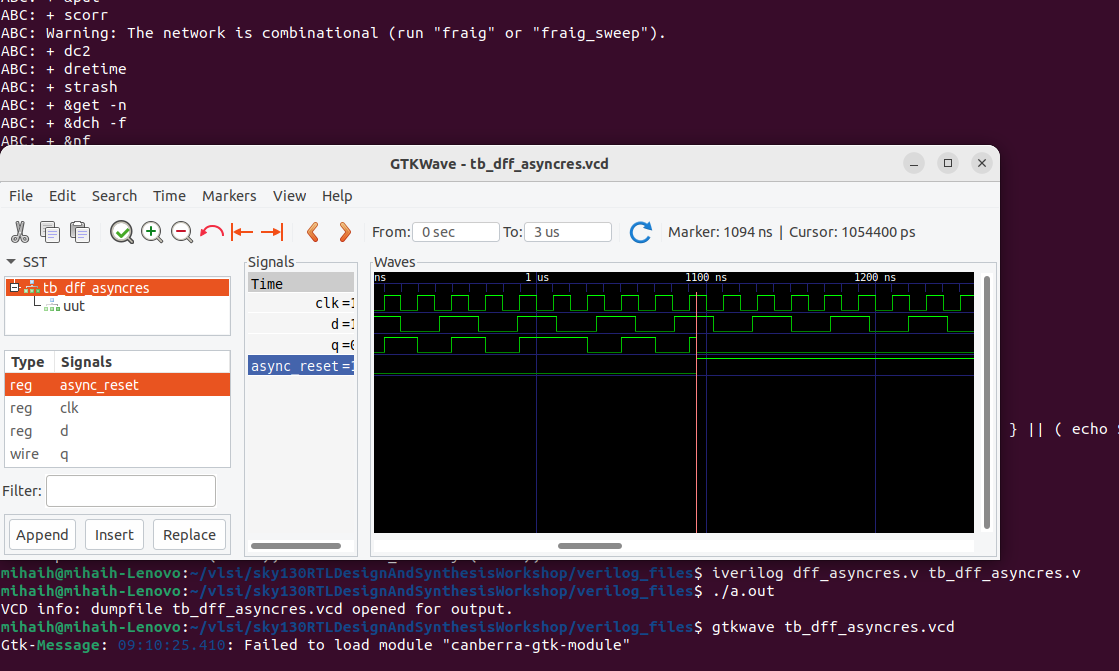 ABC: + &put
ABC: + scorr
ABC: Warning: The network is combinational (run "fraig" or "fraig_sweep").
ABC: + dc2
ABC: + dretime
ABC: + strash
ABC: + &get -n
ABC: + &dch -f
ABC: + &nf
GTKWave - tb_dff_asyncres.vcd
File Edit Search Time Markers View Help
From: 0 sec To: 3 us Marker: 1094 ns | Cursor: 1054400 ps
SST
tb_dff_asyncres
uut
Type Signals
reg async_reset
reg clk
reg d
wire q
Filter:
Append Insert Replace
Signals
Time
clk =1
d =1
q =0
async_reset =1
Waves
ns 1 us 1100 ns 1200 ns
} || ( echo
mihaih@mihaih-Lenovo:~/vlsi/sky130RTLDesignAndSynthesisWorkshop/verilog_files$ iverilog dff_asyncres.v tb_dff_asyncres.v
mihaih@mihaih-Lenovo:~/vlsi/sky130RTLDesignAndSynthesisWorkshop/verilog_files$ ./a.out
VCD info: dumpfile tb_dff_asyncres.vcd opened for output.
mihaih@mihaih-Lenovo:~/vlsi/sky130RTLDesignAndSynthesisWorkshop/verilog_files$ gtkwave tb_dff_asyncres.vcd
Gtk-Message: 09:10:25.410: Failed to load module "canberra-gtk-module"